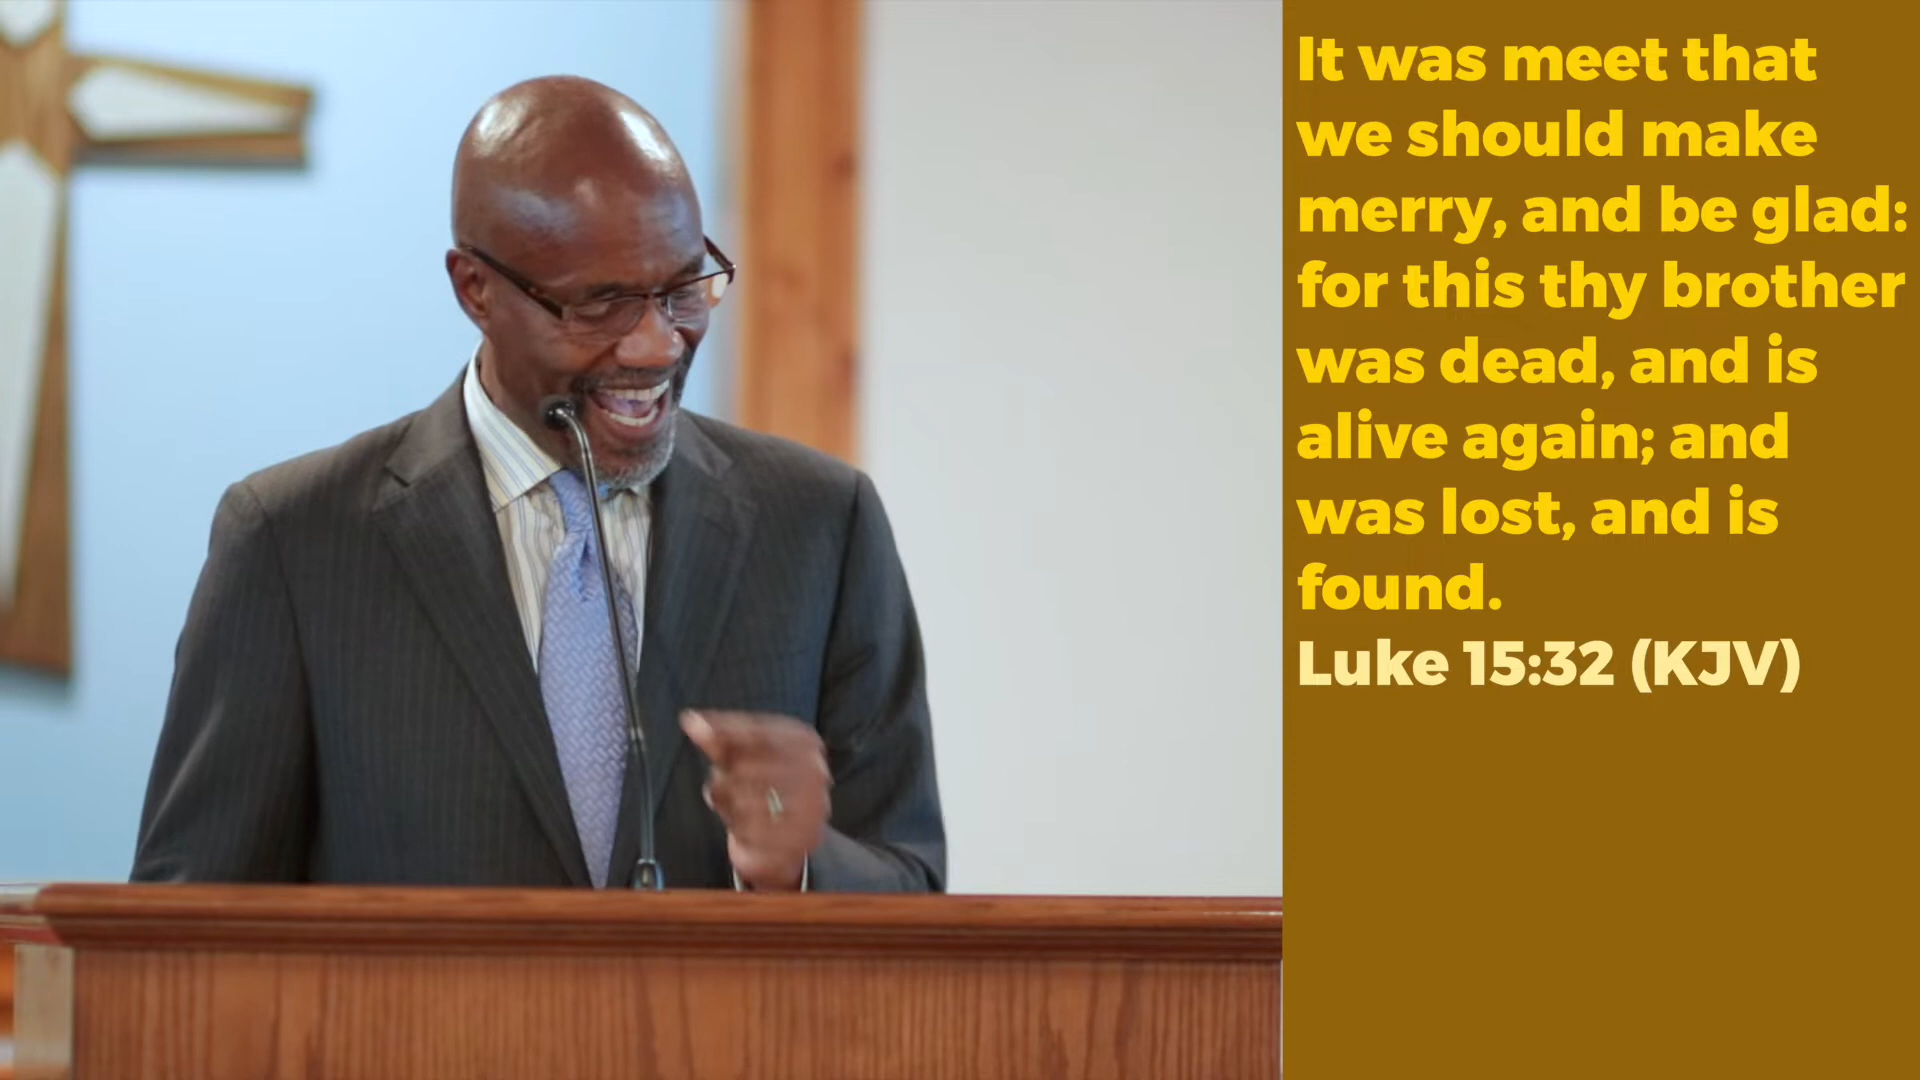 It was meet that
we should make
merry, and be glad:
for this thy brother
was dead, and is
alive again; and
was lost, and is
found.
Luke 15:32 (KJV)